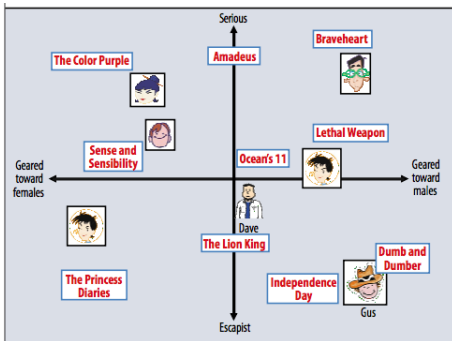 Serious
Braveheart
Amadeus
The Color Purple
Lethal Weapon
Sense and
Sensibility
Ocean's 11
Geared
toward
females
Geared
toward
males
Dave
The Lion King
Dumb and
Dumber
The Princess
Diaries
Independence
Day
Gus
Escapist